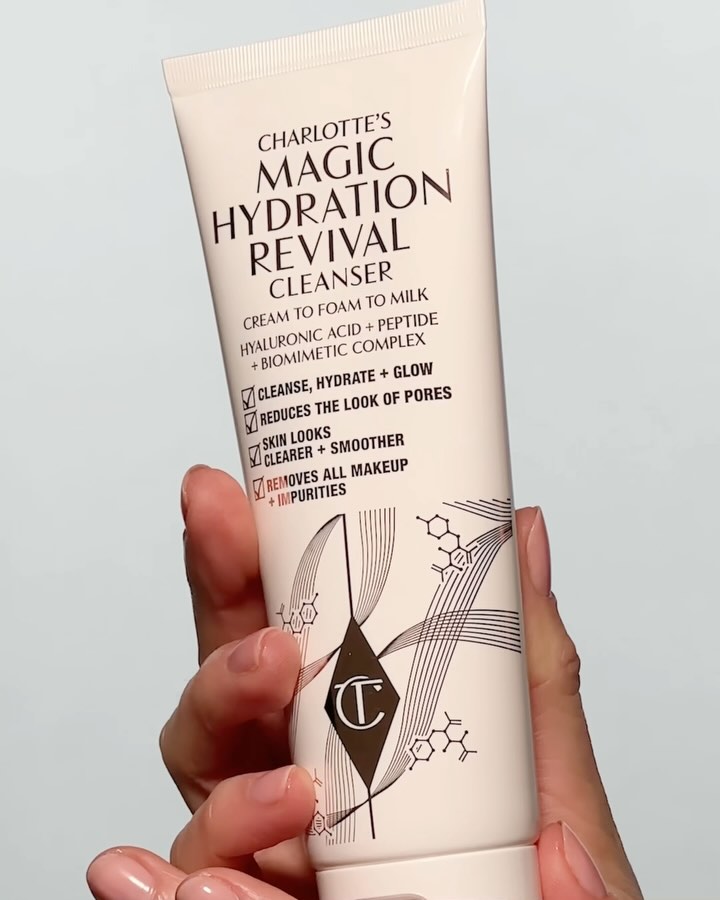 CHARLOTTE'S
MAGIC
HYDRATION
REVIVAL
CLEANSER
CREAM TO FOAM TO MILK
HYALURONIC ACID + PEPTIDE
+ BIOMIMETIC COMPLEX
CLEANSE, HYDRATE + GLOW
REDUCES THE LOOK OF PORES
SKIN LOOKS
CLEARER + SMOOTHER
REMOVES ALL MAKEUP
+ IMPURITIES
CT